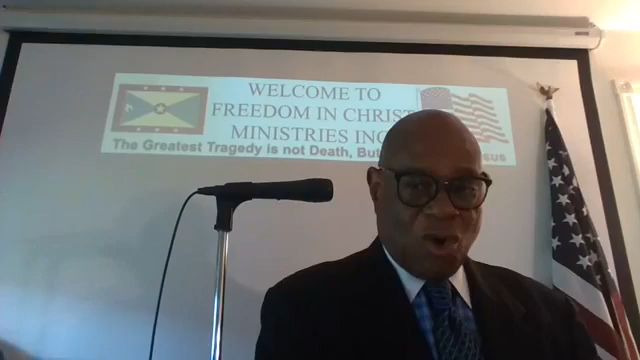 WELCOME TO
FREEDOM IN CHRIST
MINISTRIES INC
The Greatest Tragedy is not Death, But